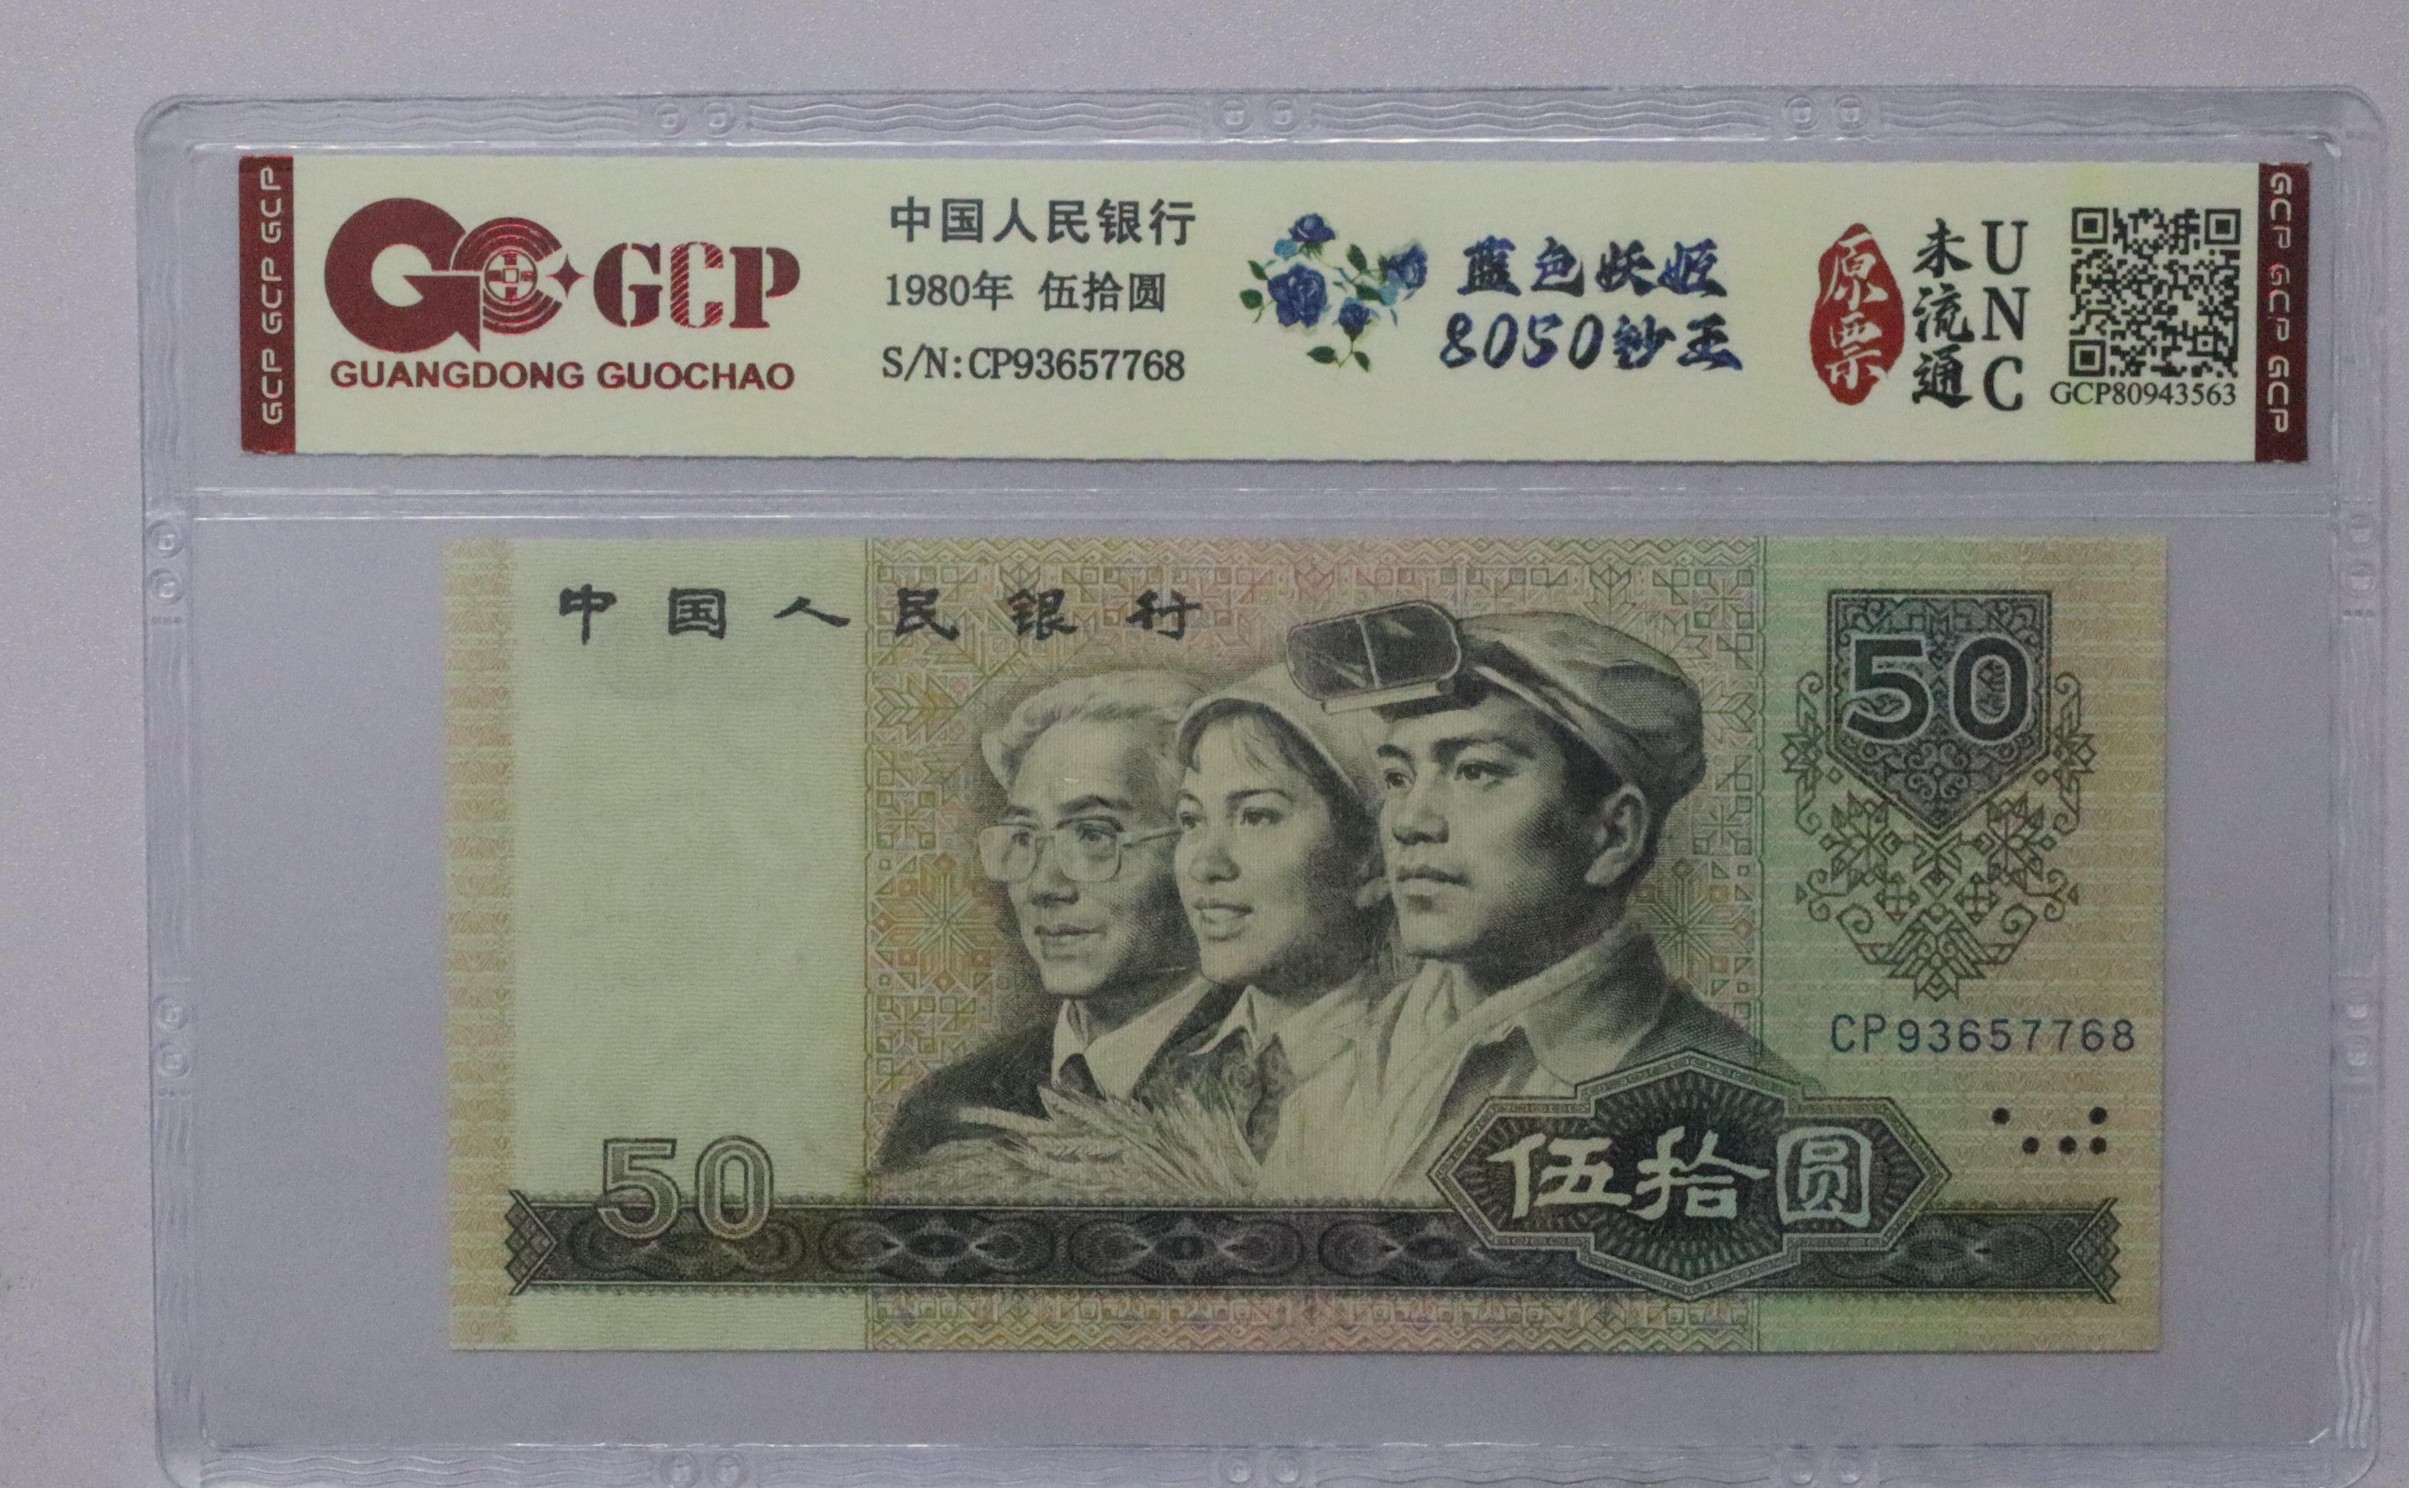 GCP GCP GCP
GCP
GUANGDONG GUOCHAO
中国人民银行
1980年 伍拾圆
S/N:CP93657768
蓝色妖姬
8050钞王
原票
未流通
UNC
GCP80943563
GCP GCP GCP
中国人民银行
50
CP93657768
50
伍拾圆